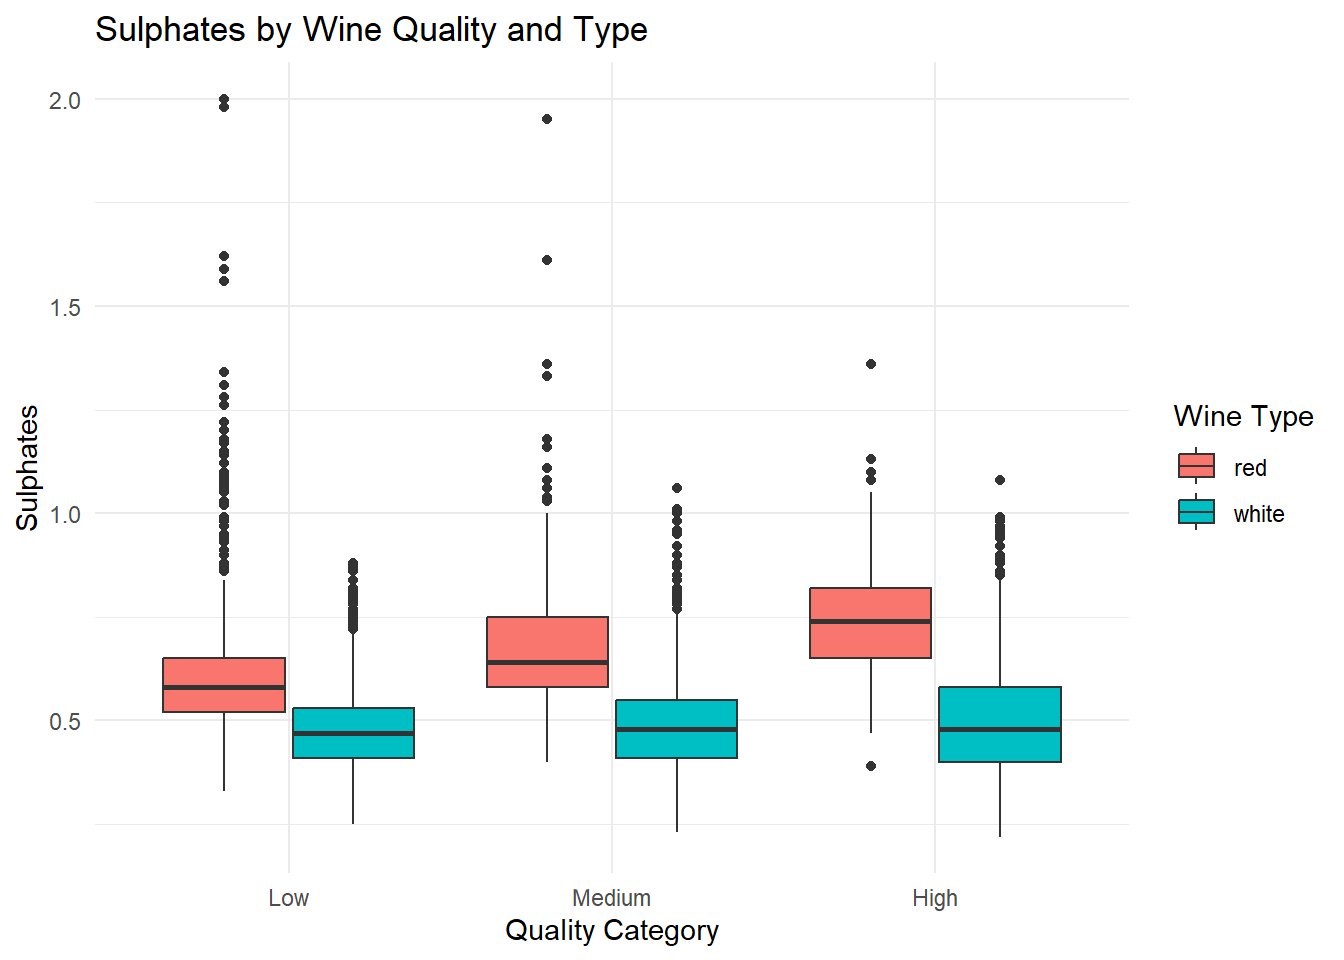 Sulphates by Wine Quality and Type
2.0
1.5
1.0
0.5
Sulphates
Low
Medium
High
Quality Category
Wine Type
red
white